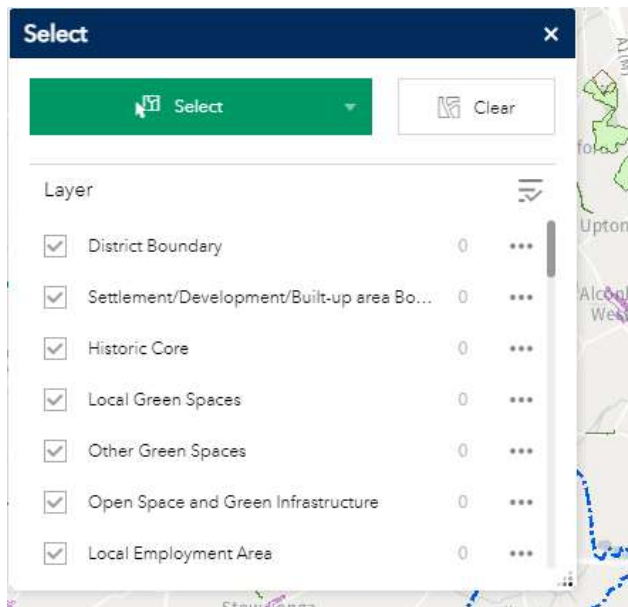 Select
×
Select
Clear
Layer
District Boundary 0
Settlement/Development/Built-up area Bo... 0
Historic Core 0
Local Green Spaces 0
Other Green Spaces 0
Open Space and Green Infrastructure 0
Local Employment Area 0
A1(M)
Upton